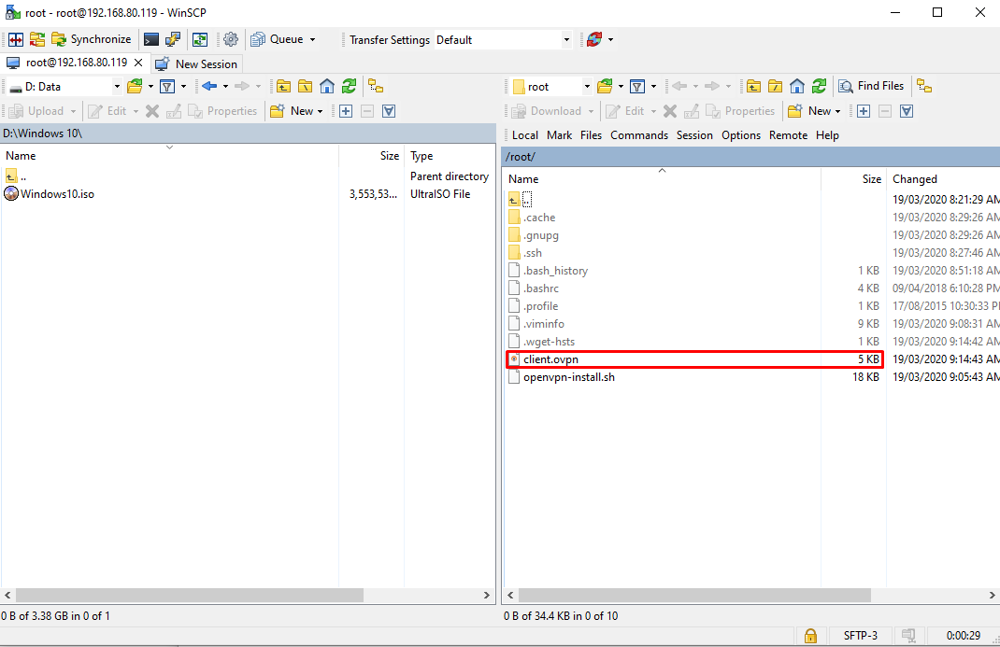 root - root@192.168.80.119 - WinSCP
Synchronize Queue Transfer Settings Default
root@192.168.80.119 New Session
D: Data
Upload Edit Properties New
D:\Windows 10\
Name Size Type
.. Parent directory
Windows10.iso 3,553,53... UltraISO File
0 B of 3.38 GB in 0 of 1
root Find Files
Download Edit Properties New
Local Mark Files Commands Session Options Remote Help
/root/
Name Size Changed
.. 19/03/2020 8:21:29 AM
.cache 19/03/2020 8:29:26 AM
.gnupg 19/03/2020 8:29:26 AM
.ssh 19/03/2020 8:27:46 AM
.bash_history 1 KB 19/03/2020 8:51:18 AM
.bashrc 4 KB 09/04/2018 6:10:28 PM
.profile 1 KB 17/08/2015 10:30:33 PM
.viminfo 9 KB 19/03/2020 9:08:31 AM
.wget-hsts 1 KB 19/03/2020 9:14:42 AM
client.ovpn 5 KB 19/03/2020 9:14:43 AM
openvpn-install.sh 18 KB 19/03/2020 9:05:43 AM
0 B of 34.4 KB in 0 of 10
SFTP-3 0:00:29